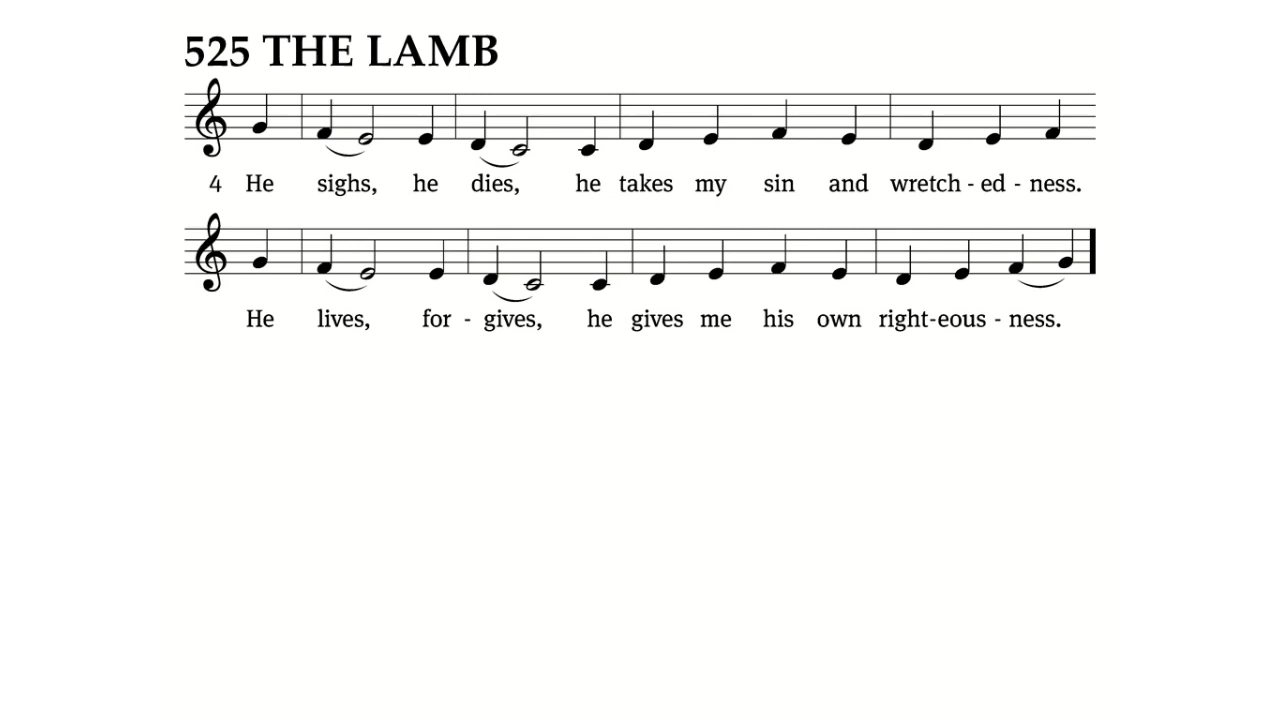 525 THE LAMB
4 He sighs, he dies, he takes my sin and wretch - ed - ness.
He lives, for - gives, he gives me his own right-eous - ness.